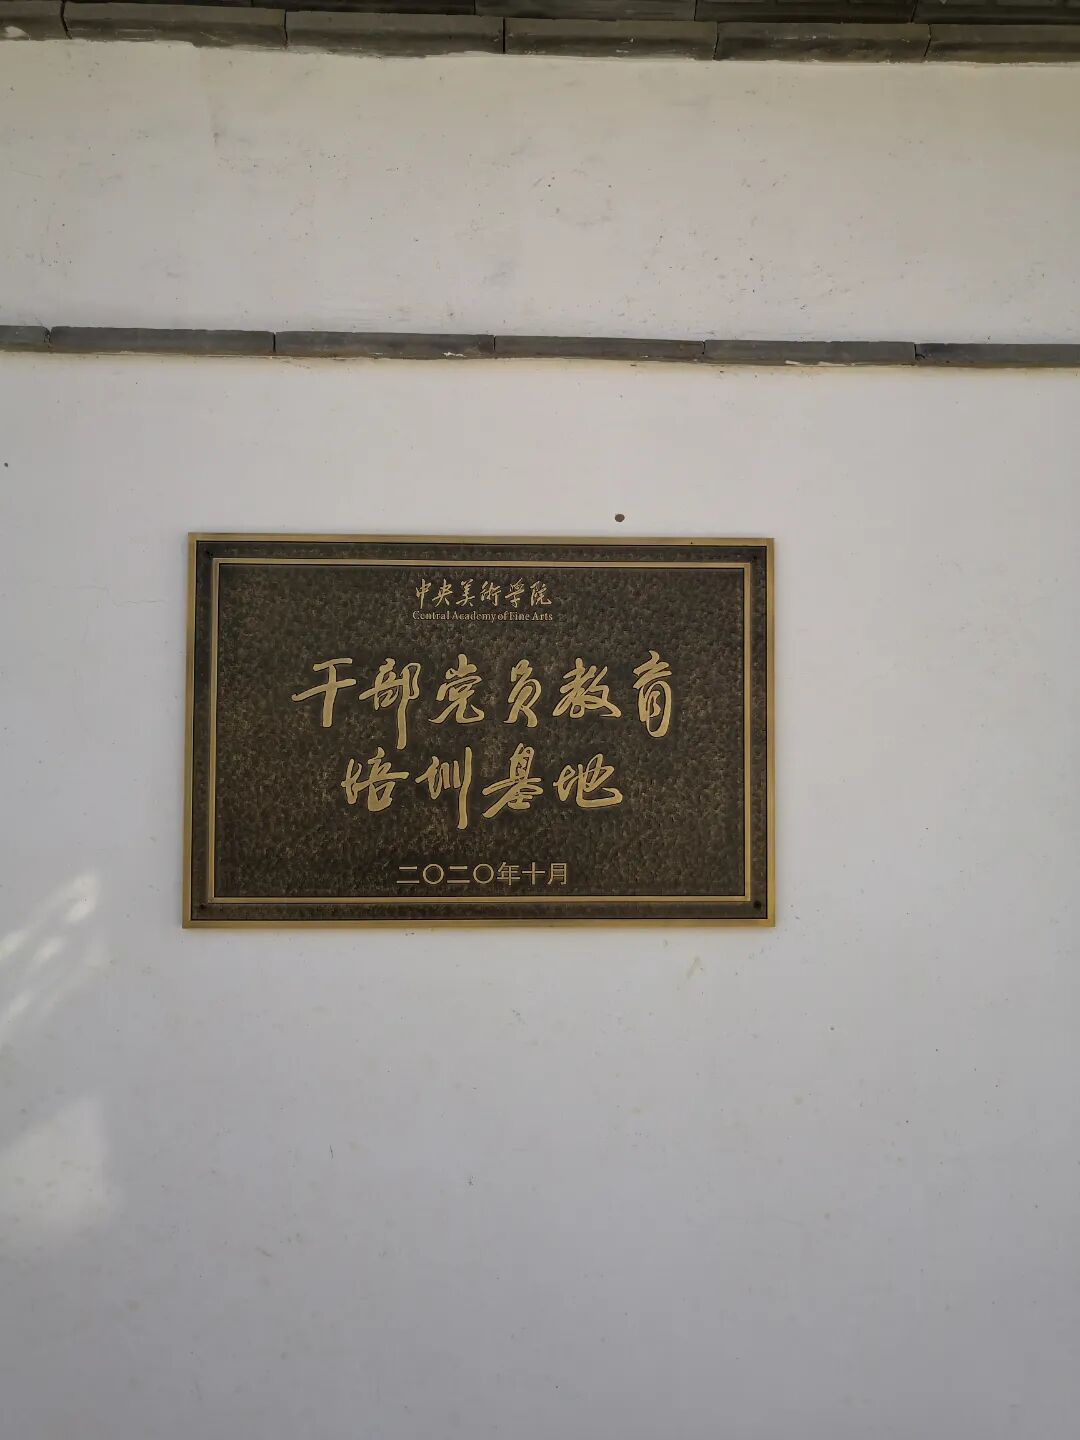 中央美術学院
Central Academy of Fine Arts
干部党员教育
培训基地
二〇二〇年十月